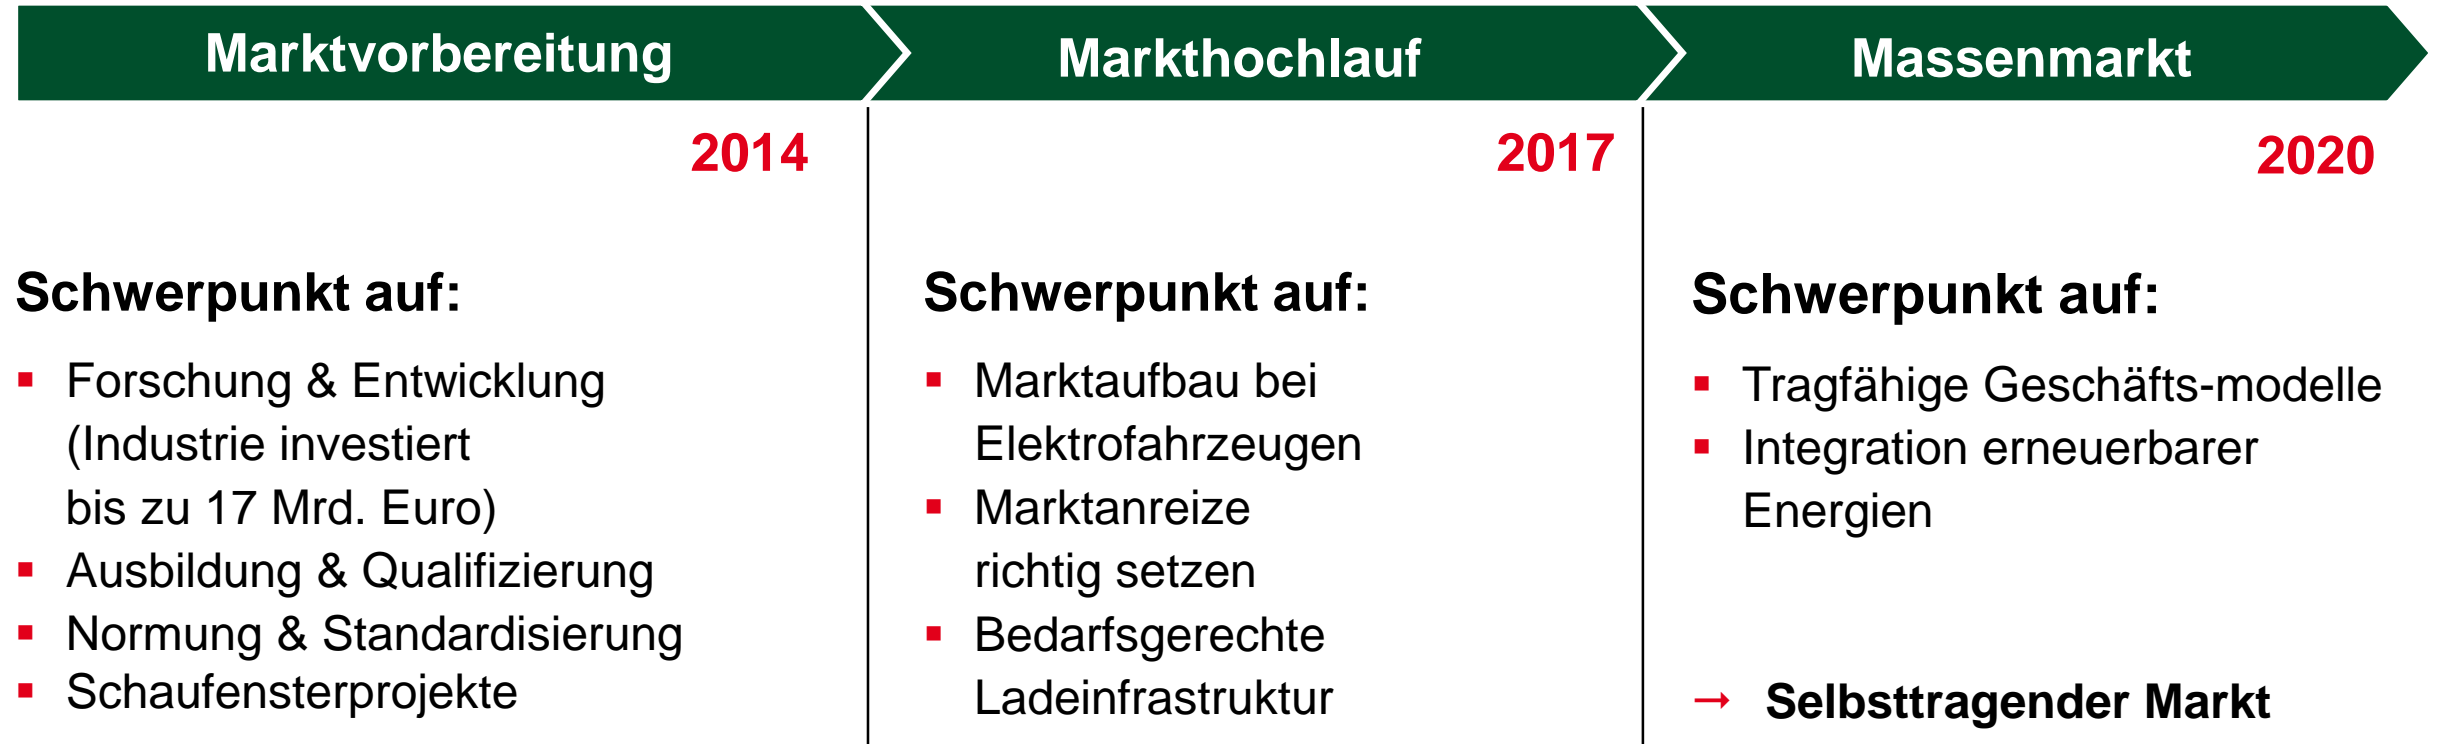 Marktvorbereitung
Markthochlauf
Massenmarkt
2014
2017
2020
Schwerpunkt auf:
▪ Forschung & Entwicklung
(Industrie investiert
bis zu 17 Mrd. Euro)
▪ Ausbildung & Qualifizierung
▪ Normung & Standardisierung
▪ Schaufensterprojekte
Schwerpunkt auf:
▪ Marktaufbau bei
Elektrofahrzeugen
▪ Marktanreize
richtig setzen
▪ Bedarfsgerechte
Ladeinfrastruktur
Schwerpunkt auf:
▪ Tragfähige Geschäfts-modelle
▪ Integration erneuerbarer
Energien
→ Selbsttragender Markt